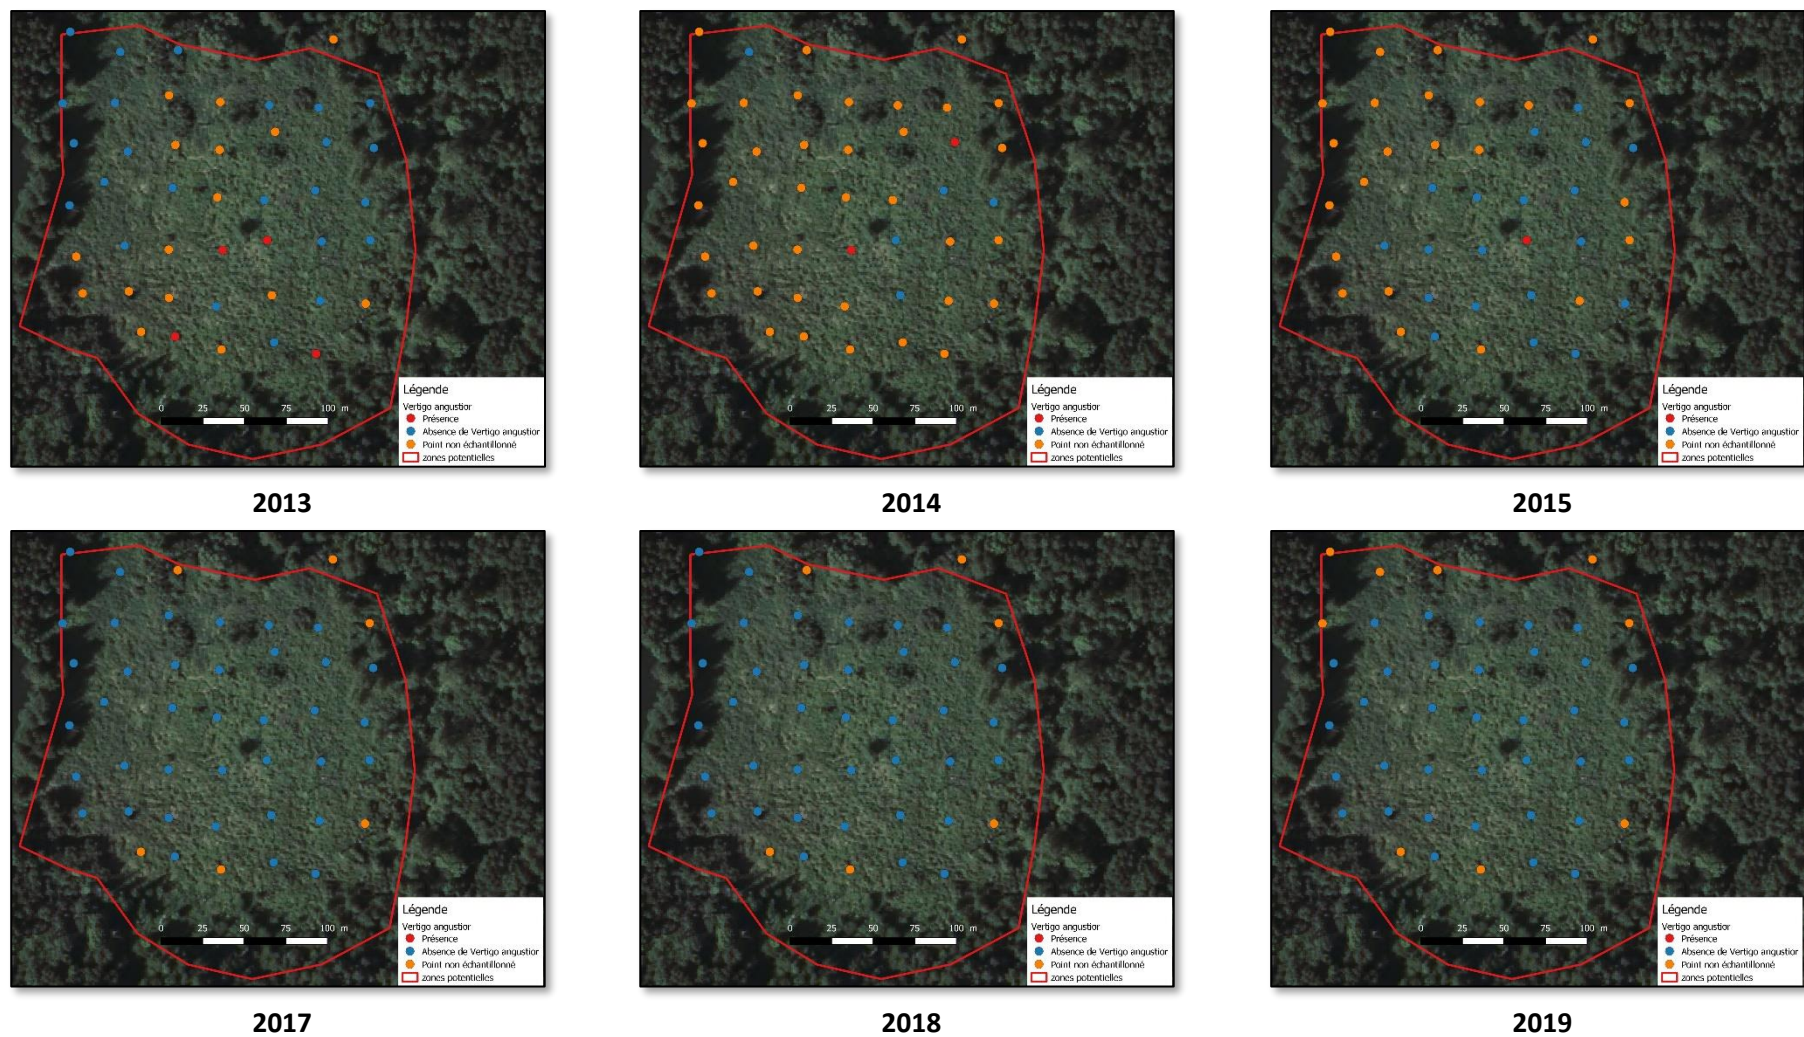 0 25 50 75 100 m
Légende
Vertigo angustior
Présence
Absence de Vertigo angustior
Point non échantillonné
zones potentielles
2013
0 25 50 75 100 m
Légende
Vertigo angustior
Présence
Absence de Vertigo angustior
Point non échantillonné
zones potentielles
2014
0 25 50 75 100 m
Légende
Vertigo angustior
Présence
Absence de Vertigo angustior
Point non échantillonné
zones potentielles
2015
0 25 50 75 100 m
Légende
Vertigo angustior
Présence
Absence de Vertigo angustior
Point non échantillonné
zones potentielles
2017
0 25 50 75 100 m
Légende
Vertigo angustior
Présence
Absence de Vertigo angustior
Point non échantillonné
zones potentielles
2018
0 25 50 75 100 m
Légende
Vertigo angustior
Présence
Absence de Vertigo angustior
Point non échantillonné
zones potentielles
2019